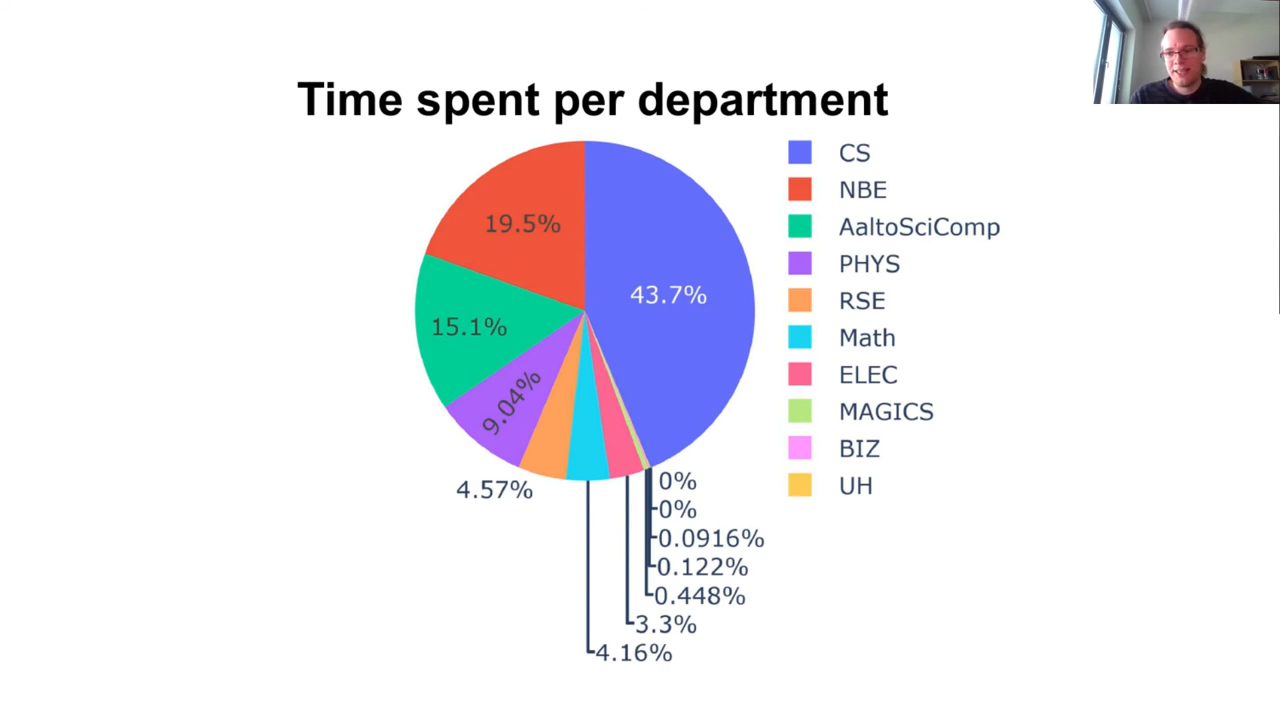 Time spent per department
CS
NBE
AaltoSciComp
PHYS
RSE
Math
ELEC
MAGICS
BIZ
UH
19.5%
43.7%
15.1%
9.04%
4.57%
0%
0%
0.0916%
0.122%
0.448%
3.3%
4.16%